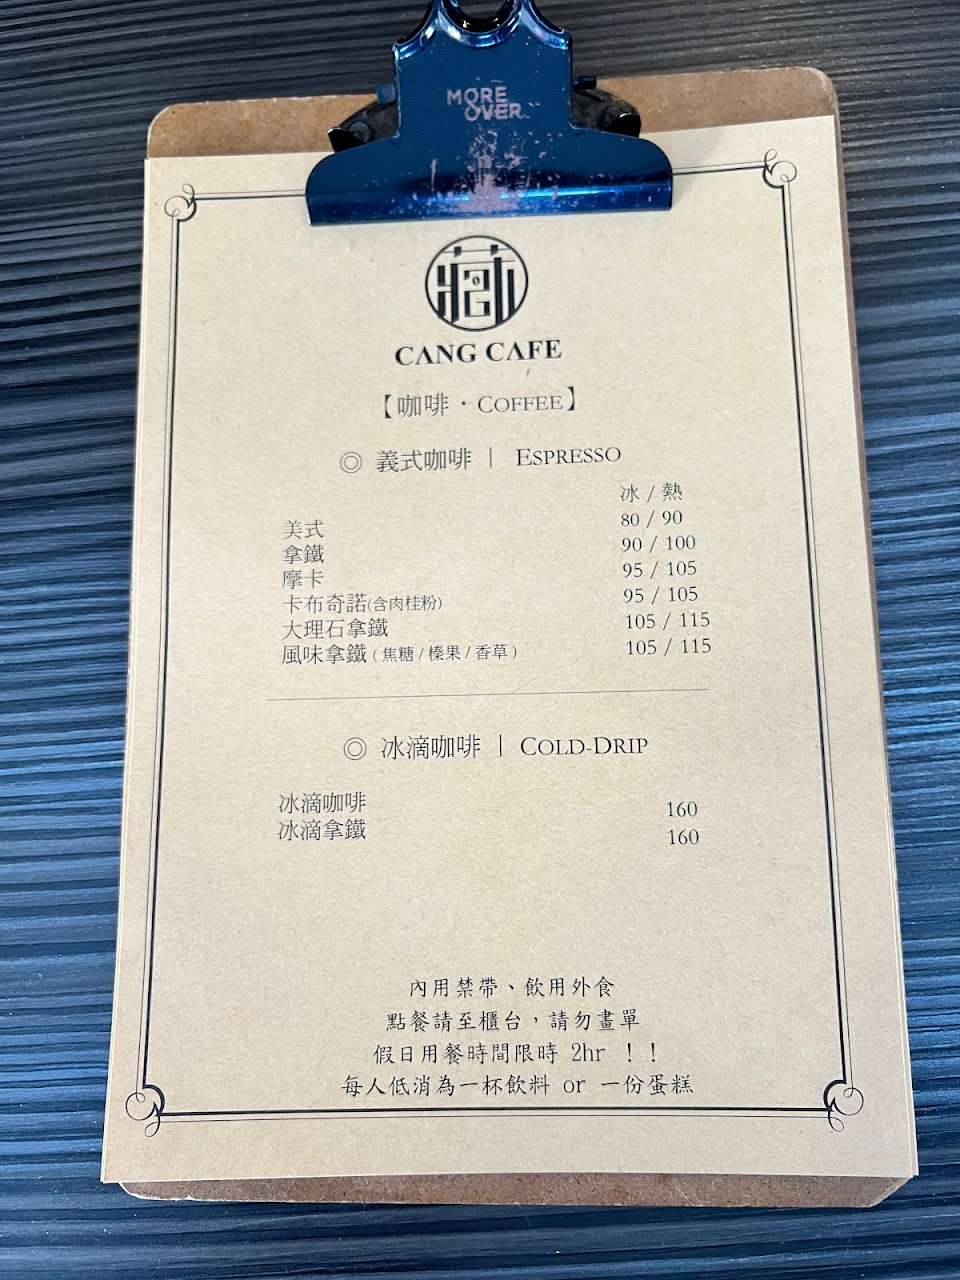 MORE
OVER
藏
CANG CAFE
【咖啡・COFFEE】
◎ 義式咖啡 | ESPRESSO
冰 / 熱
美式 80 / 90
拿鐵 90 / 100
摩卡 95 / 105
卡布奇諾(含肉桂粉) 95 / 105
大理石拿鐵 105 / 115
風味拿鐵 ( 焦糖 / 榛果 / 香草 ) 105 / 115
◎ 冰滴咖啡 | COLD-DRIP
冰滴咖啡 160
冰滴拿鐵 160
內用禁帶、飲用外食
點餐請至櫃台，請勿畫單
假日用餐時間限時 2hr ！！
每人低消為一杯飲料 or 一份蛋糕